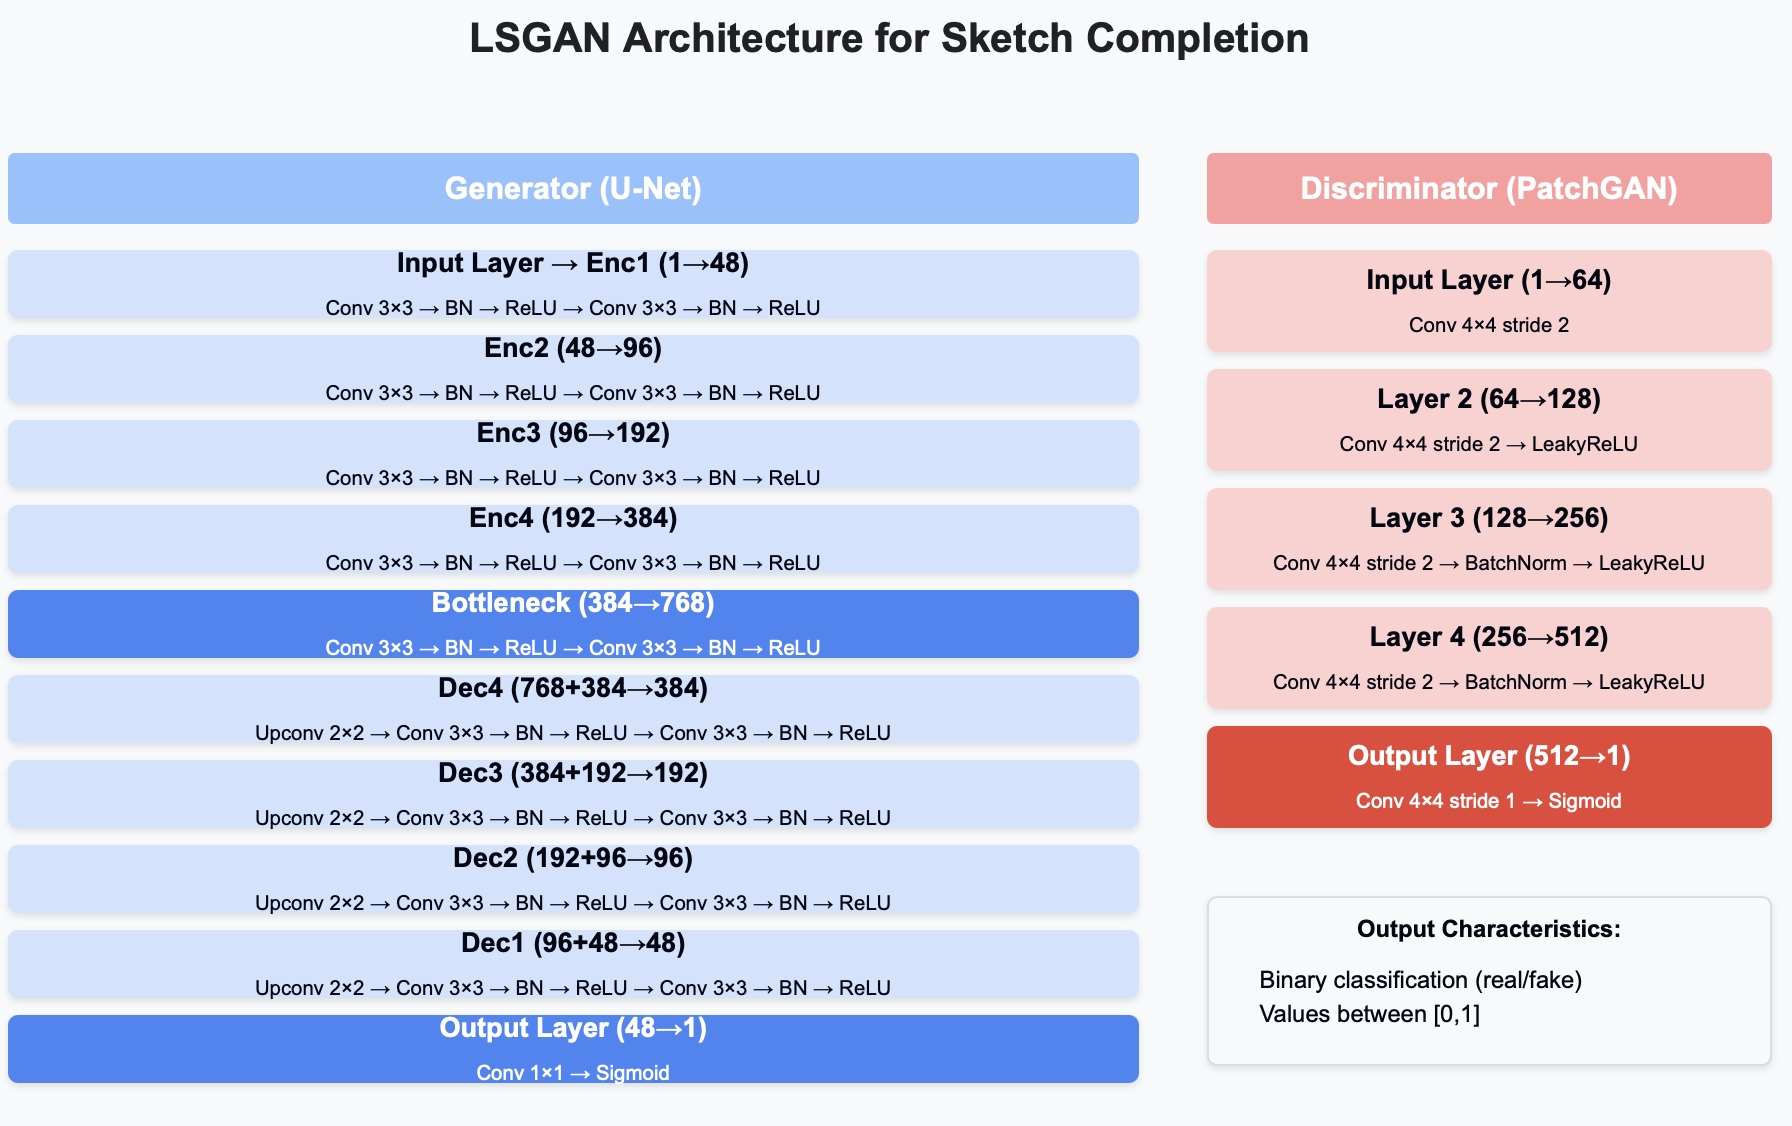 LSGAN Architecture for Sketch Completion
Generator (U-Net)
Input Layer → Enc1 (1→48)
Conv 3×3 → BN → ReLU → Conv 3×3 → BN → ReLU
Enc2 (48→96)
Conv 3×3 → BN → ReLU → Conv 3×3 → BN → ReLU
Enc3 (96→192)
Conv 3×3 → BN → ReLU → Conv 3×3 → BN → ReLU
Enc4 (192→384)
Conv 3×3 → BN → ReLU → Conv 3×3 → BN → ReLU
Bottleneck (384→768)
Conv 3×3 → BN → ReLU → Conv 3×3 → BN → ReLU
Dec4 (768+384→384)
Upconv 2×2 → Conv 3×3 → BN → ReLU → Conv 3×3 → BN → ReLU
Dec3 (384+192→192)
Upconv 2×2 → Conv 3×3 → BN → ReLU → Conv 3×3 → BN → ReLU
Dec2 (192+96→96)
Upconv 2×2 → Conv 3×3 → BN → ReLU → Conv 3×3 → BN → ReLU
Dec1 (96+48→48)
Upconv 2×2 → Conv 3×3 → BN → ReLU → Conv 3×3 → BN → ReLU
Output Layer (48→1)
Conv 1×1 → Sigmoid
Discriminator (PatchGAN)
Input Layer (1→64)
Conv 4×4 stride 2
Layer 2 (64→128)
Conv 4×4 stride 2 → LeakyReLU
Layer 3 (128→256)
Conv 4×4 stride 2 → BatchNorm → LeakyReLU
Layer 4 (256→512)
Conv 4×4 stride 2 → BatchNorm → LeakyReLU
Output Layer (512→1)
Conv 4×4 stride 1 → Sigmoid
Output Characteristics:
Binary classification (real/fake)
Values between [0,1]